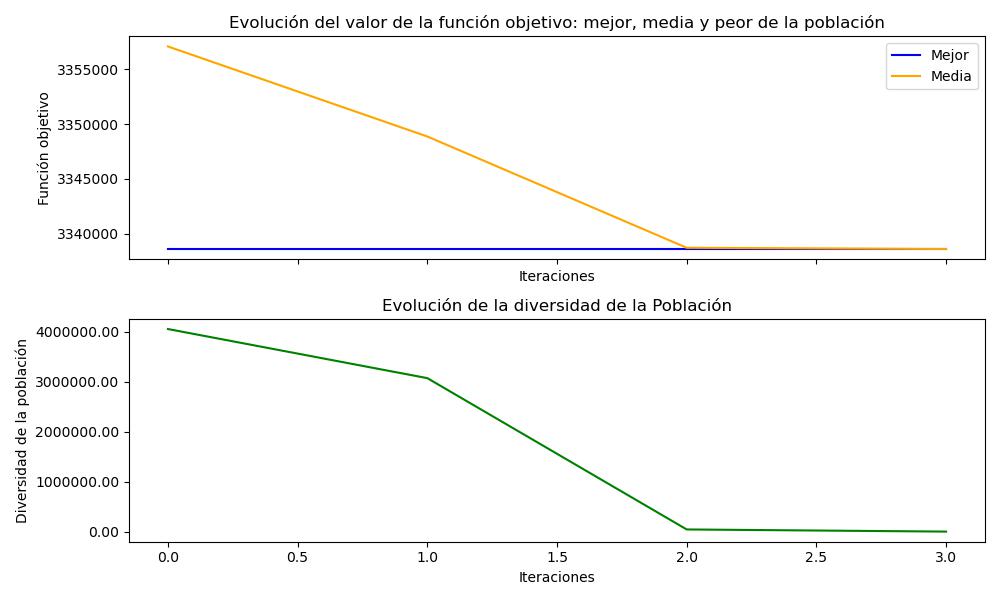 Evolución del valor de la función objetivo: mejor, media y peor de la población
Función objetivo
3355000
3350000
3345000
3340000
Mejor
Media
Iteraciones
Evolución de la diversidad de la Población
Diversidad de la población
4000000.00
3000000.00
2000000.00
1000000.00
0.00
0.0 0.5 1.0 1.5 2.0 2.5 3.0
Iteraciones